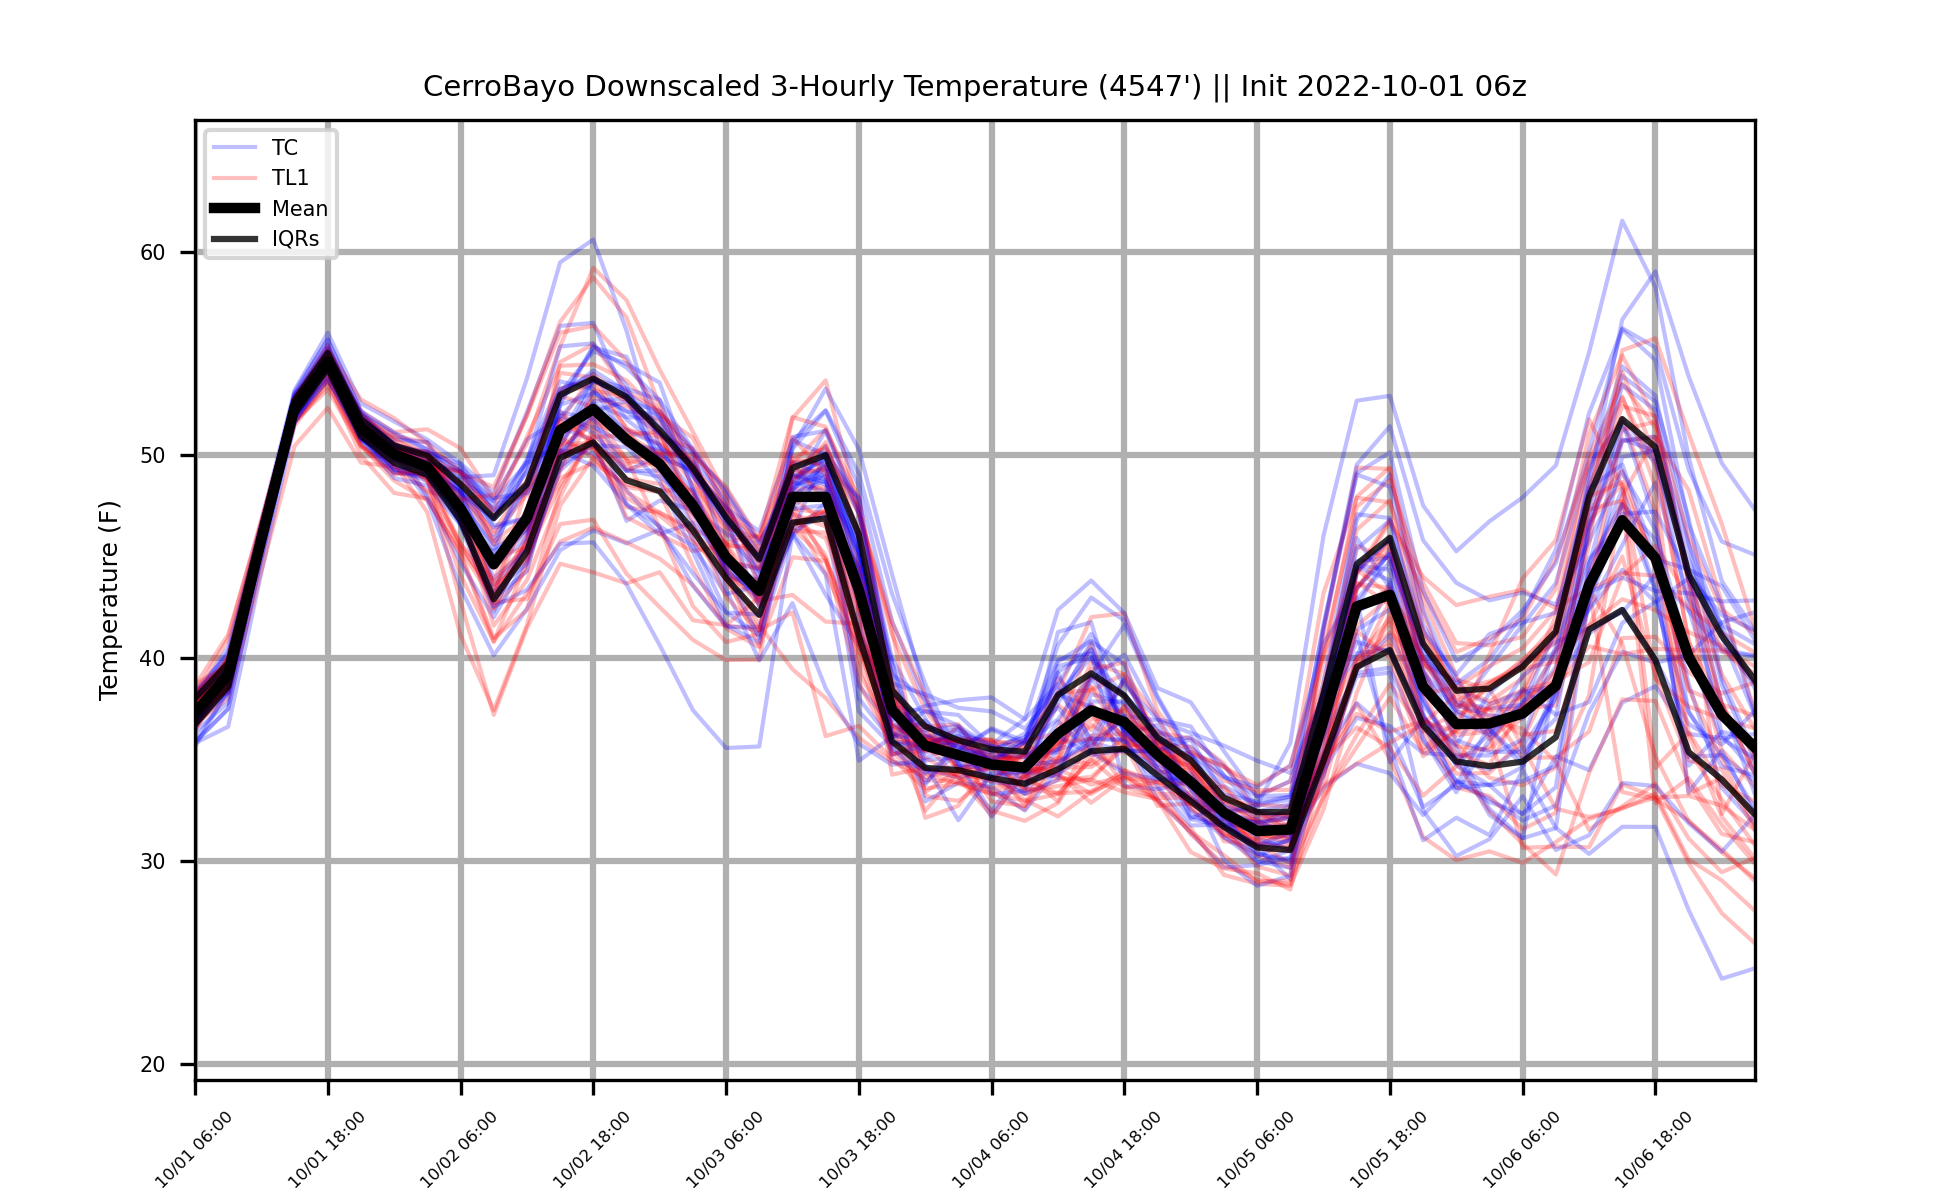 CerroBayo Downscaled 3-Hourly Temperature (4547') || Init 2022-10-01 06z
TC
TL1
Mean
IQRs
Temperature (F)
60
50
40
30
20
10/01 06:00
10/01 18:00
10/02 06:00
10/02 18:00
10/03 06:00
10/03 18:00
10/04 06:00
10/04 18:00
10/05 06:00
10/05 18:00
10/06 06:00
10/06 18:00